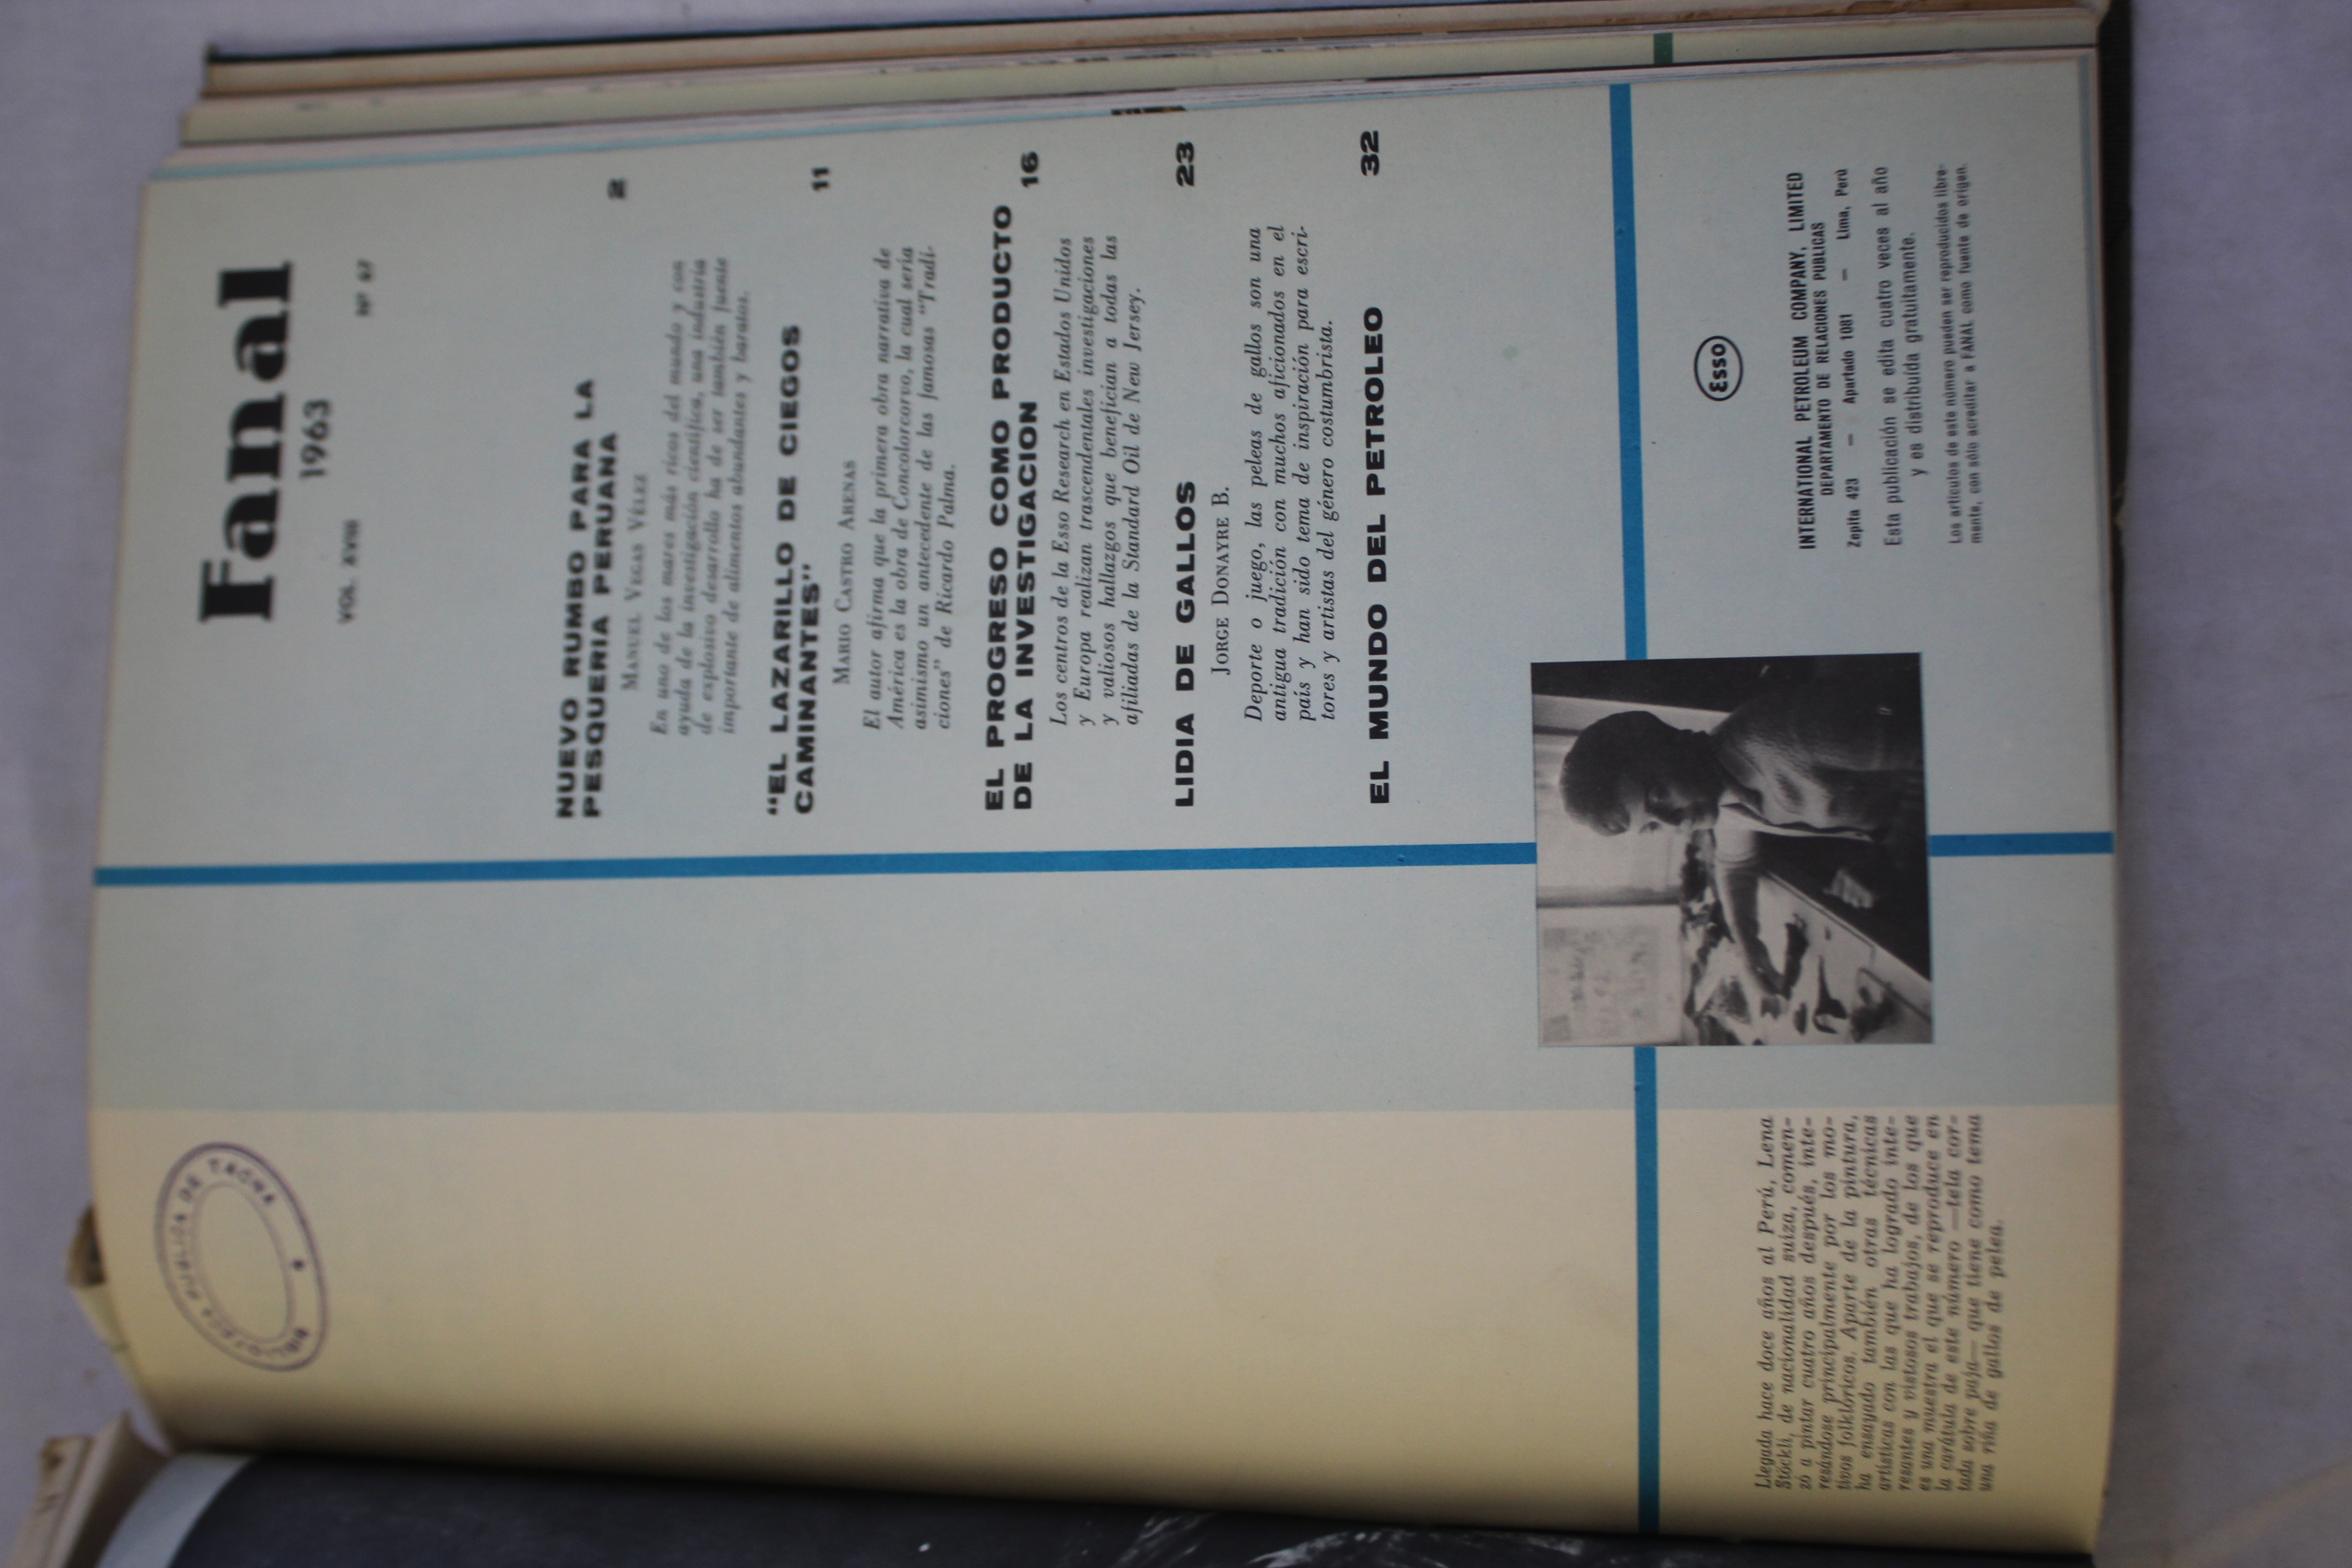 Fanal
1963
VOL. XVIII Nº 67
NUEVO RUMBO PARA LA
PESQUERIA PERUANA 2
MANUEL VEGAS VÉLEZ
En uno de los mares más ricos del mundo y con
ayuda de la investigación científica, una industria
de explosivo desarrollo ha de ser también fuente
importante de alimentos abundantes y baratos.
“EL LAZARILLO DE CIEGOS
CAMINANTES” 11
MARIO CASTRO ARENAS
El autor afirma que la primera obra narrativa de
América es la obra de Concolorcorvo, la cual sería
asimismo un antecedente de las famosas “Tradi-
ciones” de Ricardo Palma.
EL PROGRESO COMO PRODUCTO
DE LA INVESTIGACION 16
Los centros de la Esso Research en Estados Unidos
y Europa realizan trascendentales investigaciones
y valiosos hallazgos que benefician a todas las
afiliadas de la Standard Oil de New Jersey.
LIDIA DE GALLOS 23
JORGE DONAYRE B.
Deporte o juego, las peleas de gallos son una
antigua tradición con muchos aficionados en el
país y han sido tema de inspiración para escri-
tores y artistas del género costumbrista.
EL MUNDO DEL PETROLEO 32
Esso
INTERNATIONAL PETROLEUM COMPANY, LIMITED
DEPARTAMENTO DE RELACIONES PUBLICAS
Zepita 423 — Apartado 1081 — Lima, Perú
Esta publicación se edita cuatro veces al año
y es distribuída gratuitamente.
Los artículos de este número pueden ser reproducidos libre-
mente, con sólo acreditar a FANAL como fuente de origen.
Llegada hace doce años al Perú, Lena
Stöckli, de nacionalidad suiza, comen-
zó a pintar cuatro años después, inte-
resándose principalmente por los mo-
tivos folklóricos. Aparte de la pintura,
ha ensayado también otras técnicas
artísticas con las que ha logrado inte-
resantes y vistosos trabajos, de los que
es una muestra el que se reproduce en
la carátula de este número —tela cor-
tada sobre paja— que tiene como tema
una riña de gallos de pelea.
BIBLIOTECA PUBLICA DE TACNA